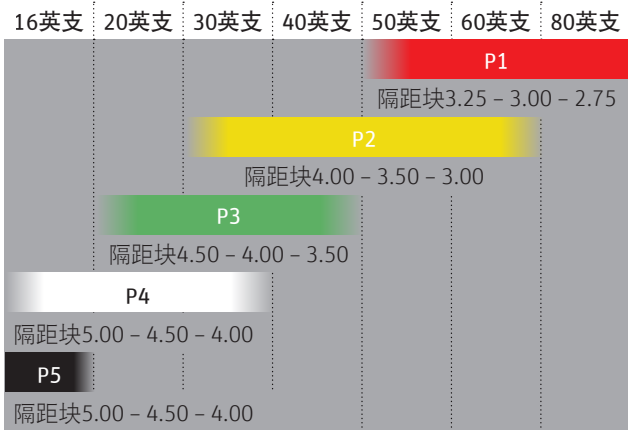 16英支 20英支 30英支 40英支 50英支 60英支 80英支
P1
隔距块3.25 – 3.00 – 2.75
P2
隔距块4.00 – 3.50 – 3.00
P3
隔距块4.50 – 4.00 – 3.50
P4
隔距块5.00 – 4.50 – 4.00
P5
隔距块5.00 – 4.50 – 4.00